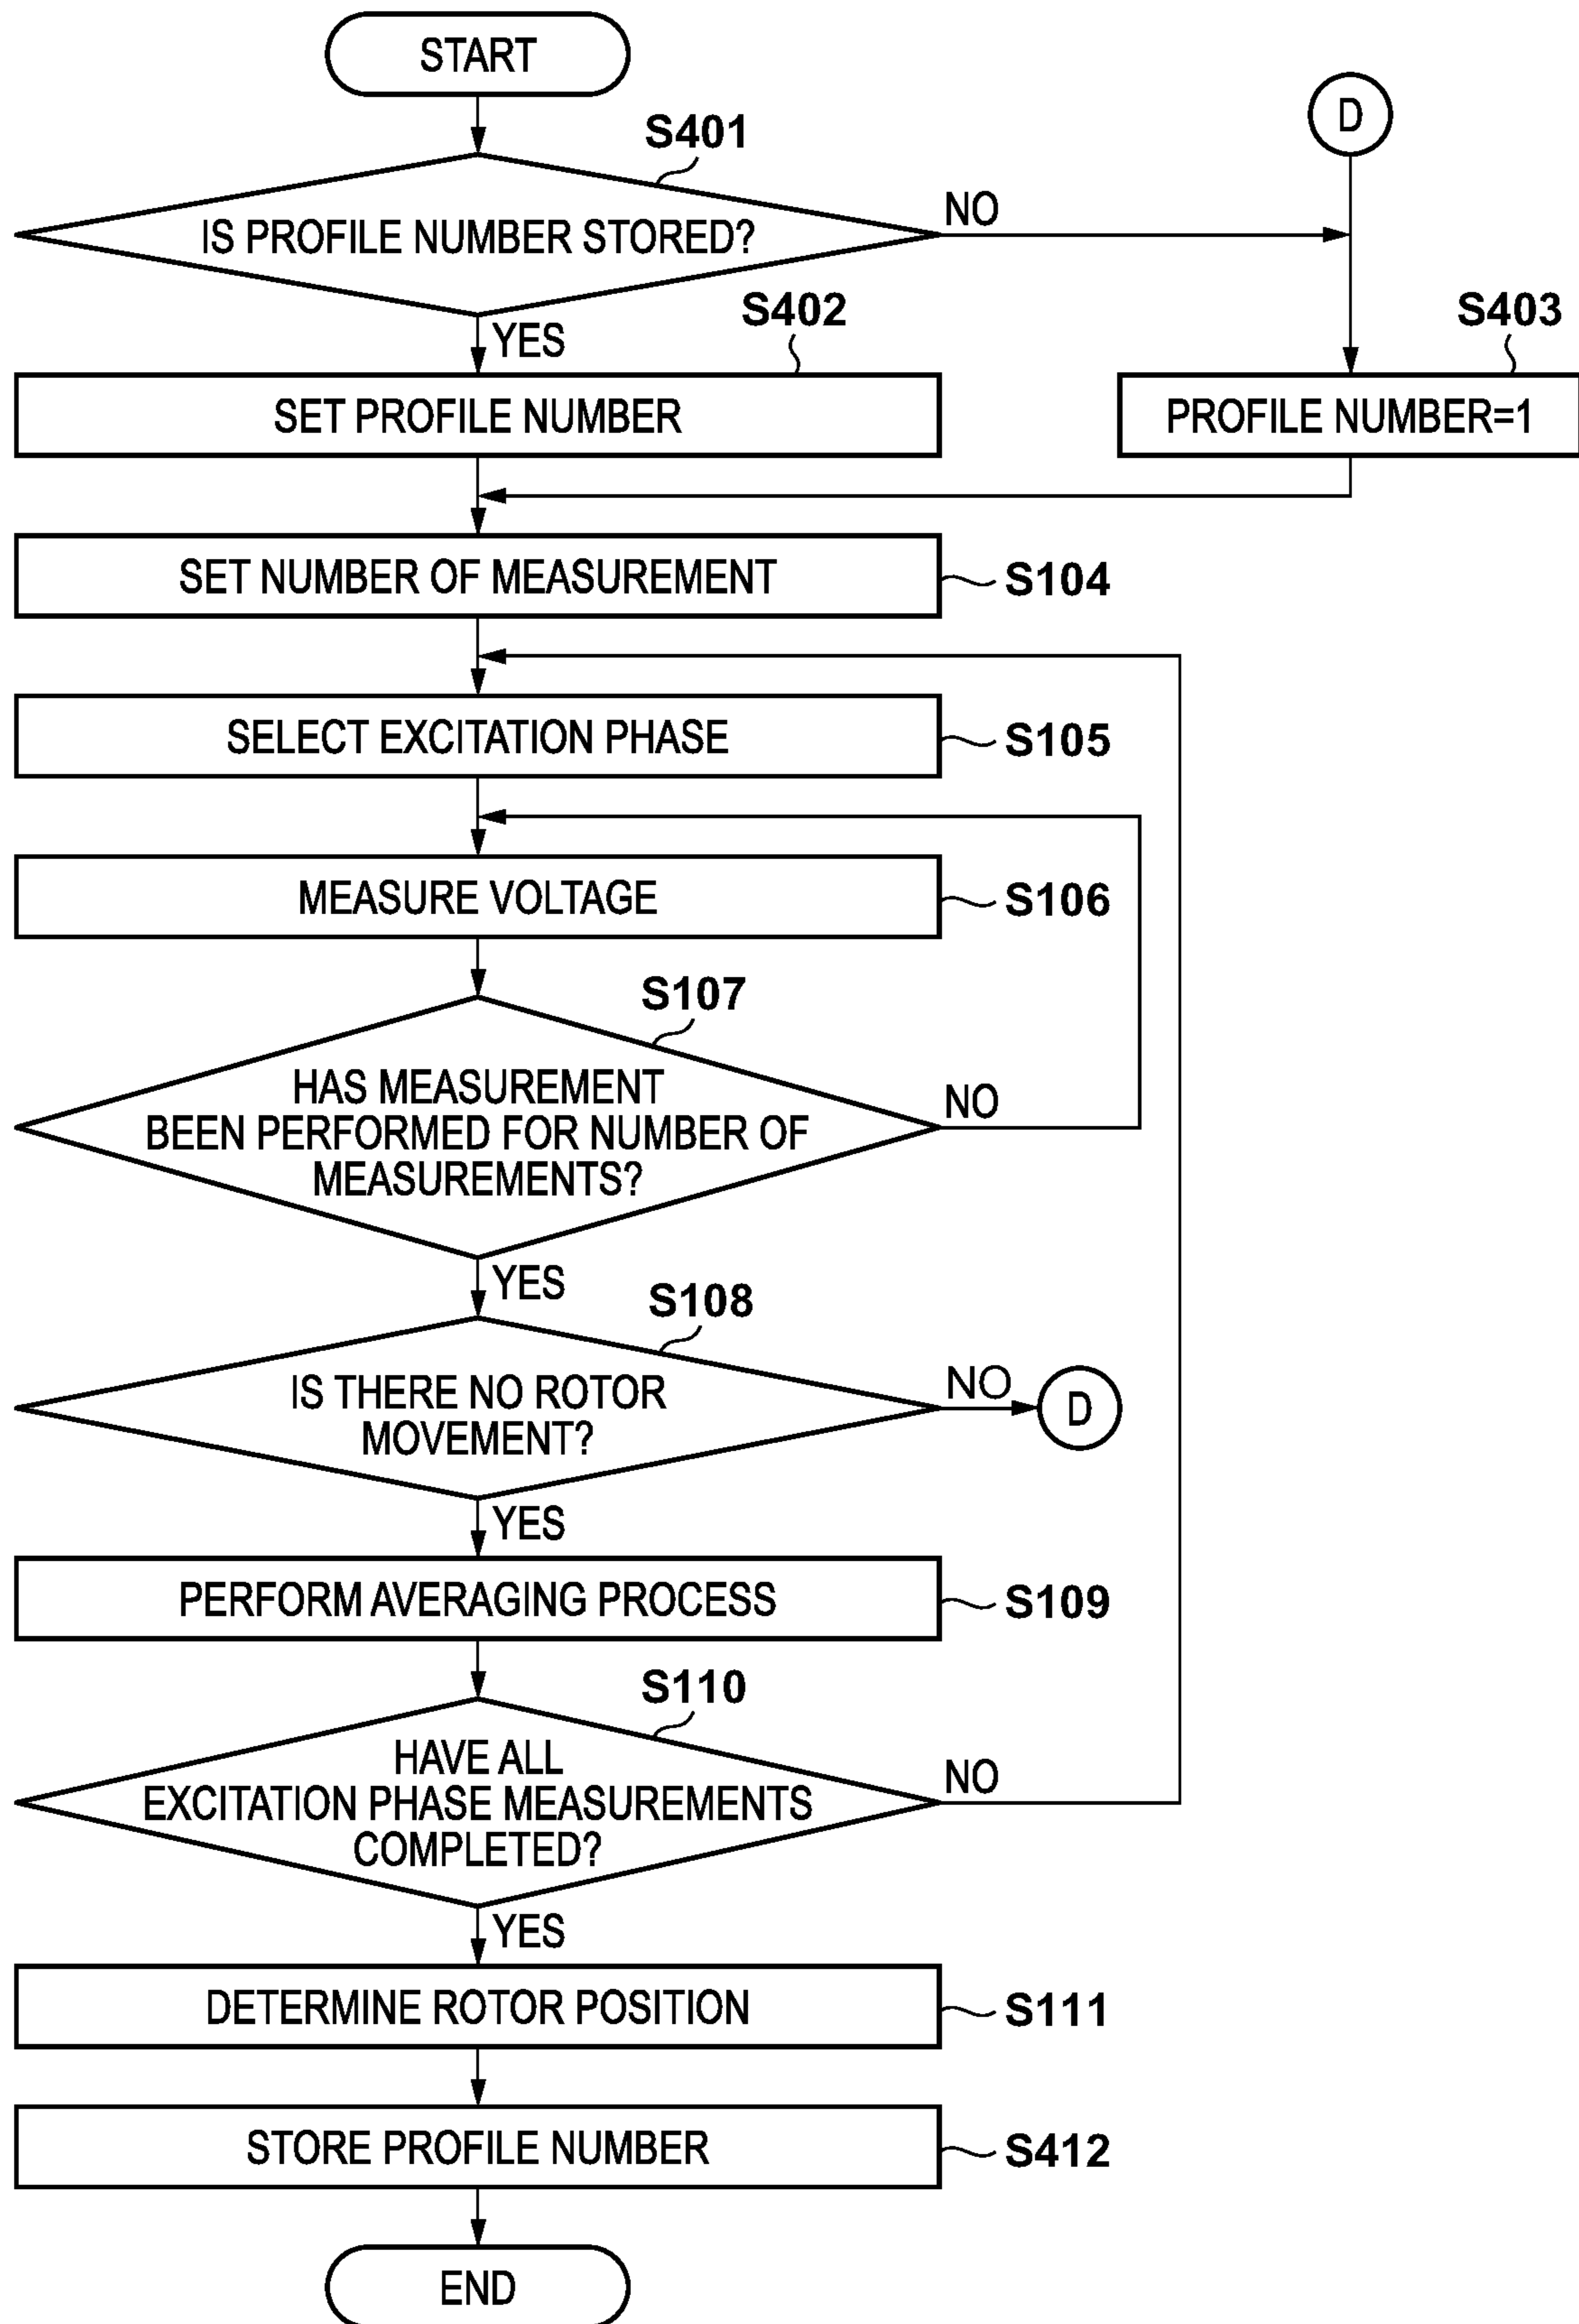 START
D
S401
IS PROFILE NUMBER STORED?
NO
YES
S402
S403
SET PROFILE NUMBER
PROFILE NUMBER=1
SET NUMBER OF MEASUREMENT
S104
SELECT EXCITATION PHASE
S105
MEASURE VOLTAGE
S106
S107
HAS MEASUREMENT
BEEN PERFORMED FOR NUMBER OF
MEASUREMENTS?
NO
YES
S108
IS THERE NO ROTOR
MOVEMENT?
NO
D
YES
PERFORM AVERAGING PROCESS
S109
S110
HAVE ALL
EXCITATION PHASE MEASUREMENTS
COMPLETED?
NO
YES
DETERMINE ROTOR POSITION
S111
STORE PROFILE NUMBER
S412
END